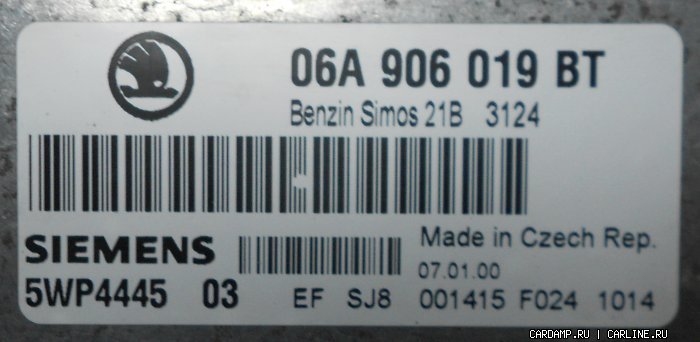 06A 906 019 BT
Benzin Simos 21B 3124
SIEMENS
Made in Czech Rep.
07.01.00
5WP4445 03
EF SJ8 001415 F024 1014
CARDAMP.RU | CARLINE.RU